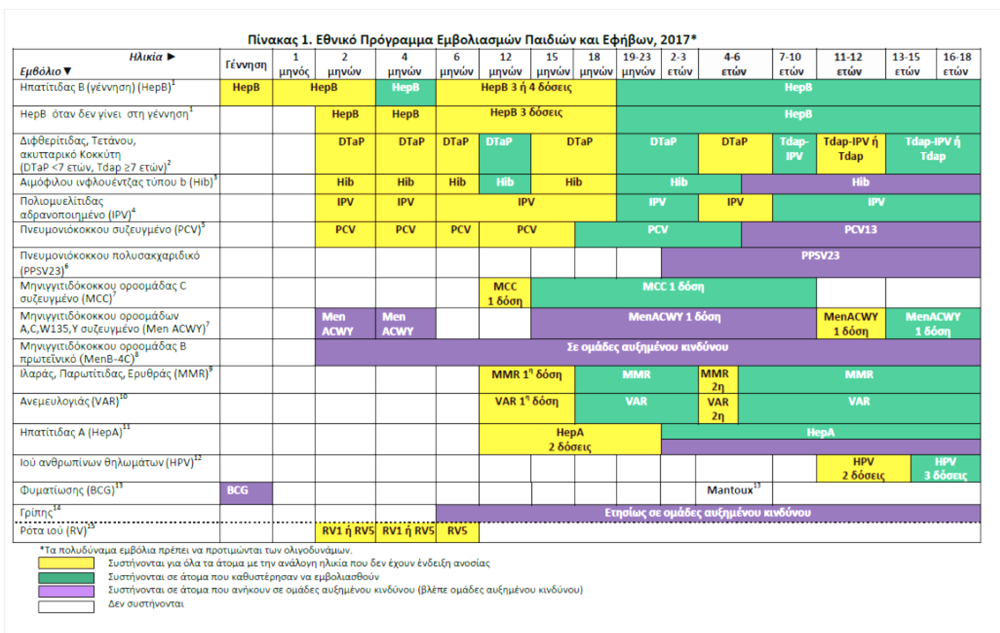 Πίνακας 1. Εθνικό Πρόγραμμα Εμβολιασμών Παιδιών και Εφήβων, 2017*
Ηλικία ►
Εμβόλιο ▼
Γέννηση
1 μηνός
2 μηνών
4 μηνών
6 μηνών
12 μηνών
15 μηνών
18 μηνών
19-23 μηνών
2-3 ετών
4-6 ετών
7-10 ετών
11-12 ετών
13-15 ετών
16-18 ετών
Ηπατίτιδας Β (γέννηση) (HepB)1
HepB
HepB
HepB
HepB 3 ή 4 δόσεις
HepB
HepB όταν δεν γίνει στη γέννηση1
HepB
HepB
HepB 3 δόσεις
HepB
Διφθερίτιδας, Τετάνου,
ακυτταρικό Κοκκύτη
(DTaP <7 ετών, Tdap ≥7 ετών)2
DTaP
DTaP
DTaP
DTaP
DTaP
DTaP
DTaP
Tdap-
IPV
Tdap-IPV ή
Tdap
Tdap-IPV ή
Tdap
Αιμόφιλου ινφλουέντζας τύπου b (Hib)3
Hib
Hib
Hib
Hib
Hib
Hib
Hib
Πολιομυελίτιδας
αδρανοποιημένο (IPV)4
IPV
IPV
IPV
IPV
IPV
IPV
Πνευμονιόκοκκου συζευγμένο (PCV)5
PCV
PCV
PCV
PCV
PCV
PCV13
Πνευμονιόκοκκου πολυσακχαριδικό
(PPSV23)6
PPSV23
Μηνιγγιτιδόκοκκου οροομάδας C
συζευγμένο (MCC)7
MCC
1 δόση
MCC 1 δόση
Μηνιγγιτιδόκοκκου οροομάδων
A,C,W135,Y συζευγμένο (Men ACWY)7
Men
ACWY
Men
ACWY
MenACWY 1 δόση
MenACWY
1 δόση
MenACWY
1 δόση
Μηνιγγιτιδόκοκκου οροομάδας Β
πρωτεϊνικό (MenB-4C)8
Σε ομάδες αυξημένου κινδύνου
Ιλαράς, Παρωτίτιδας, Ερυθράς (MMR)9
MMR 1η δόση
MMR
MMR
2η
MMR
Ανεμευλογιάς (VAR)10
VAR 1η δόση
VAR
VAR
2η
VAR
Ηπατίτιδας Α (HepA)11
HepA
2 δόσεις
HepA
Ιού ανθρωπίνων θηλωμάτων (HPV)12
HPV
2 δόσεις
HPV
3 δόσεις
Φυματίωσης (BCG)13
BCG
Mantoux13
Γρίπης14
Ετησίως σε ομάδες αυξημένου κινδύνου
Ρότα ιού (RV)15
RV1 ή RV5
RV1 ή RV5
RV5
*Τα πολυδύναμα εμβόλια πρέπει να προτιμώνται των ολιγοδυνάμων.
Συστήνονται για όλα τα άτομα με την ανάλογη ηλικία που δεν έχουν ένδειξη ανοσίας
Συστήνονται σε άτομα που καθυστέρησαν να εμβολιασθούν
Συστήνονται σε άτομα που ανήκουν σε ομάδες αυξημένου κινδύνου (βλέπε ομάδες αυξημένου κινδύνου)
Δεν συστήνονται